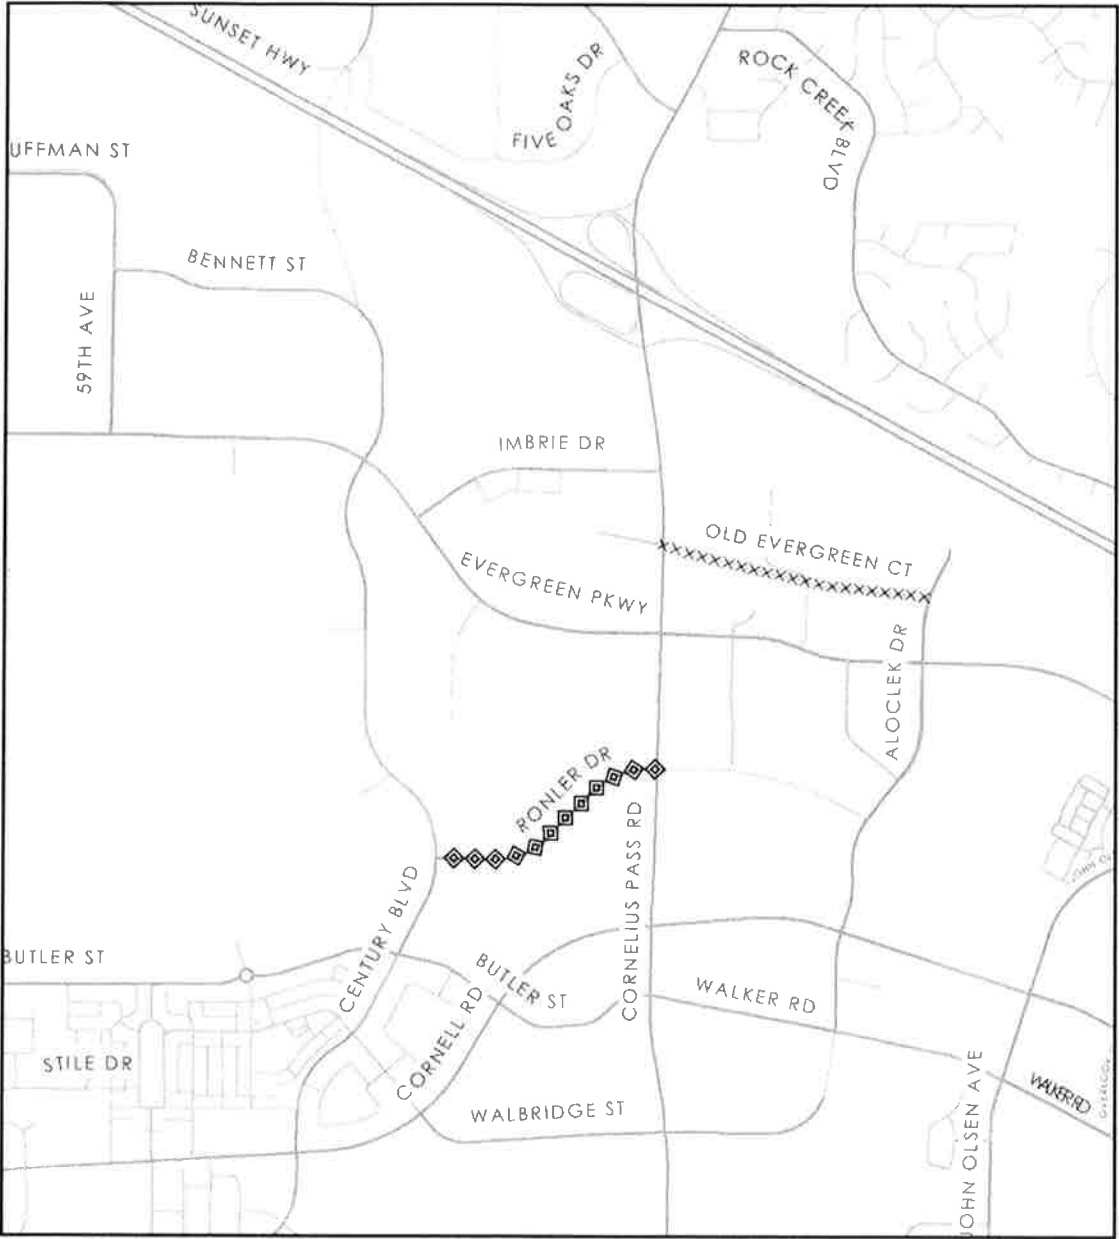 SUNSET HWY
FIVE OAKS DR
ROCK CREEK BLVD
UFFMAN ST
BENNETT ST
59TH AVE
IMBRIE DR
OLD EVERGREEN CT
EVERGREEN PKWY
ALOCLEK DR
RONLER DR
CORNELIUS PASS RD
CENTURY BLVD
BUTLER ST
BUTLER ST
CORNELL RD
WALKER RD
STILE DR
WALBRIDGE ST
JOHN OLSEN AVE
WALKER RD